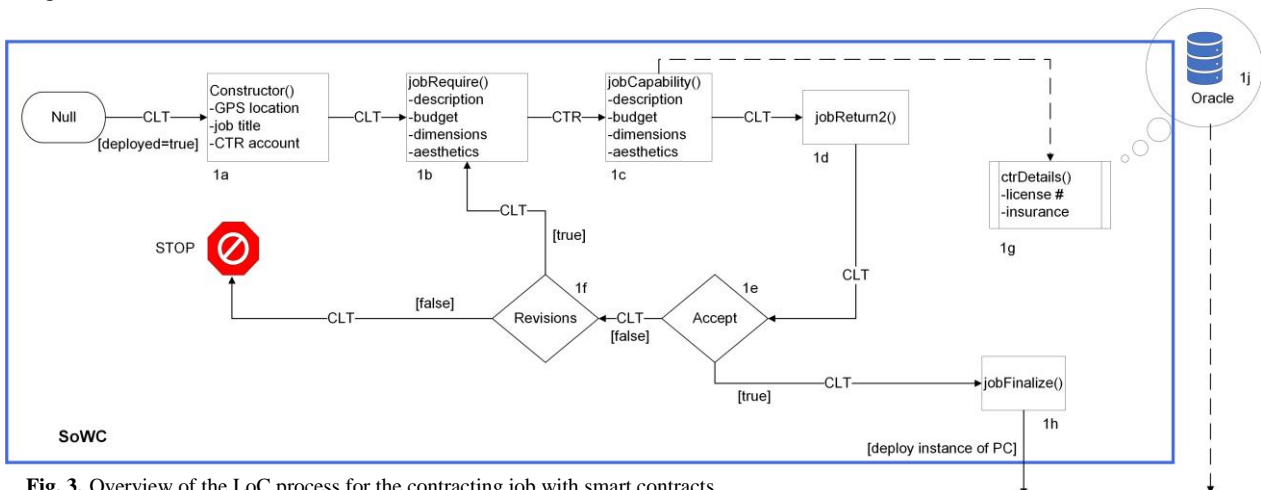 Null
CLT
[deployed=true]
Constructor()
-GPS location
-job title
-CTR account
1a
CLT
jobRequire()
-description
-budget
-dimensions
-aesthetics
1b
CTR
jobCapability()
-description
-budget
-dimensions
-aesthetics
1c
CLT
jobReturn2()
1d
Oracle
1j
ctrDetails()
-license #
-insurance
1g
CLT
Accept
1e
CLT
[false]
Revisions
1f
CLT
[true]
CLT
[false]
STOP
CLT
[true]
jobFinalize()
1h
[deploy instance of PC]
SoWC
Fig. 3. Overview of the LoC process for the contracting job with smart contracts